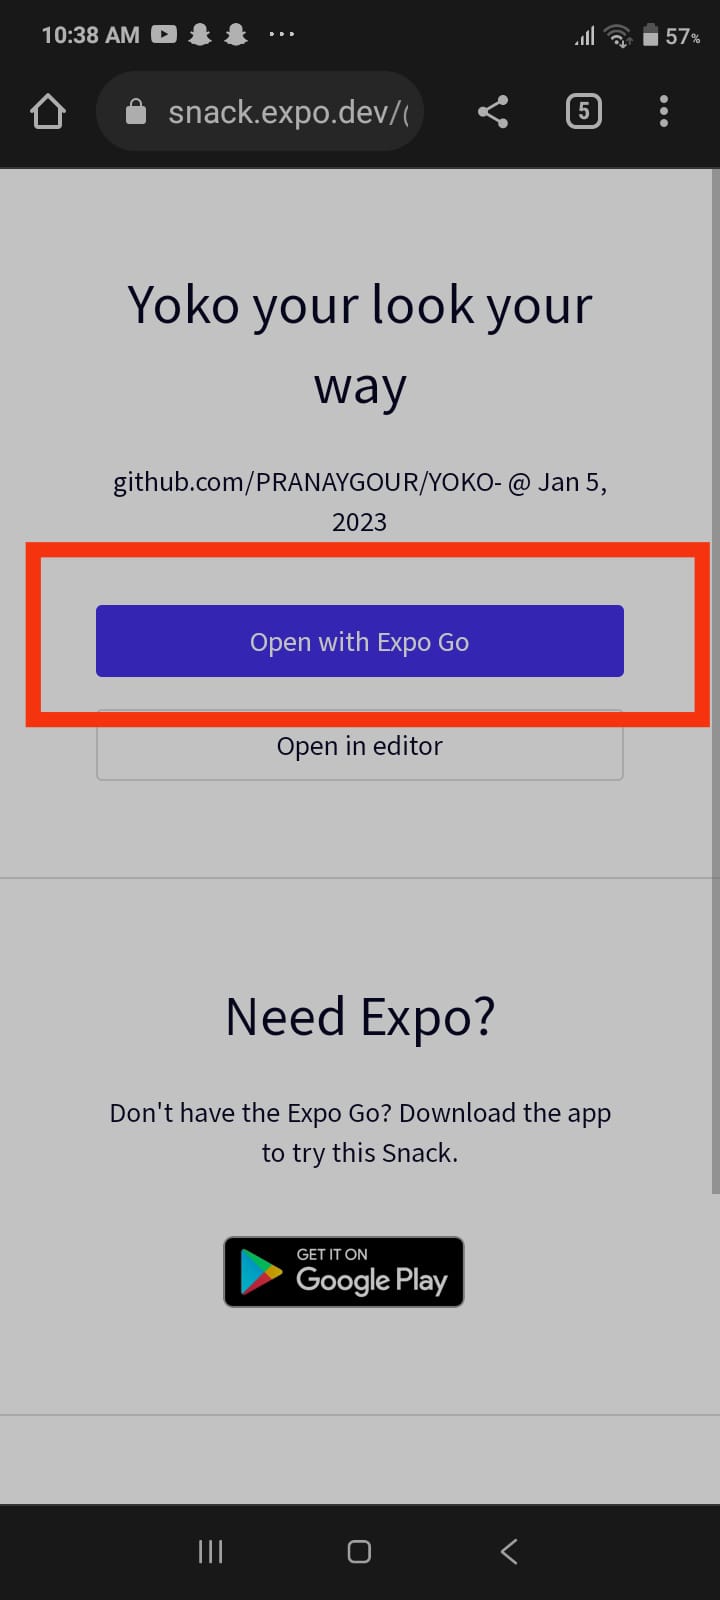 10:38 AM
57%
snack.expo.dev/
5
Yoko your look your
way
github.com/PRANAYGOUR/YOKO- @ Jan 5,
2023
Open with Expo Go
Open in editor
Need Expo?
Don't have the Expo Go? Download the app
to try this Snack.
GET IT ON
Google Play